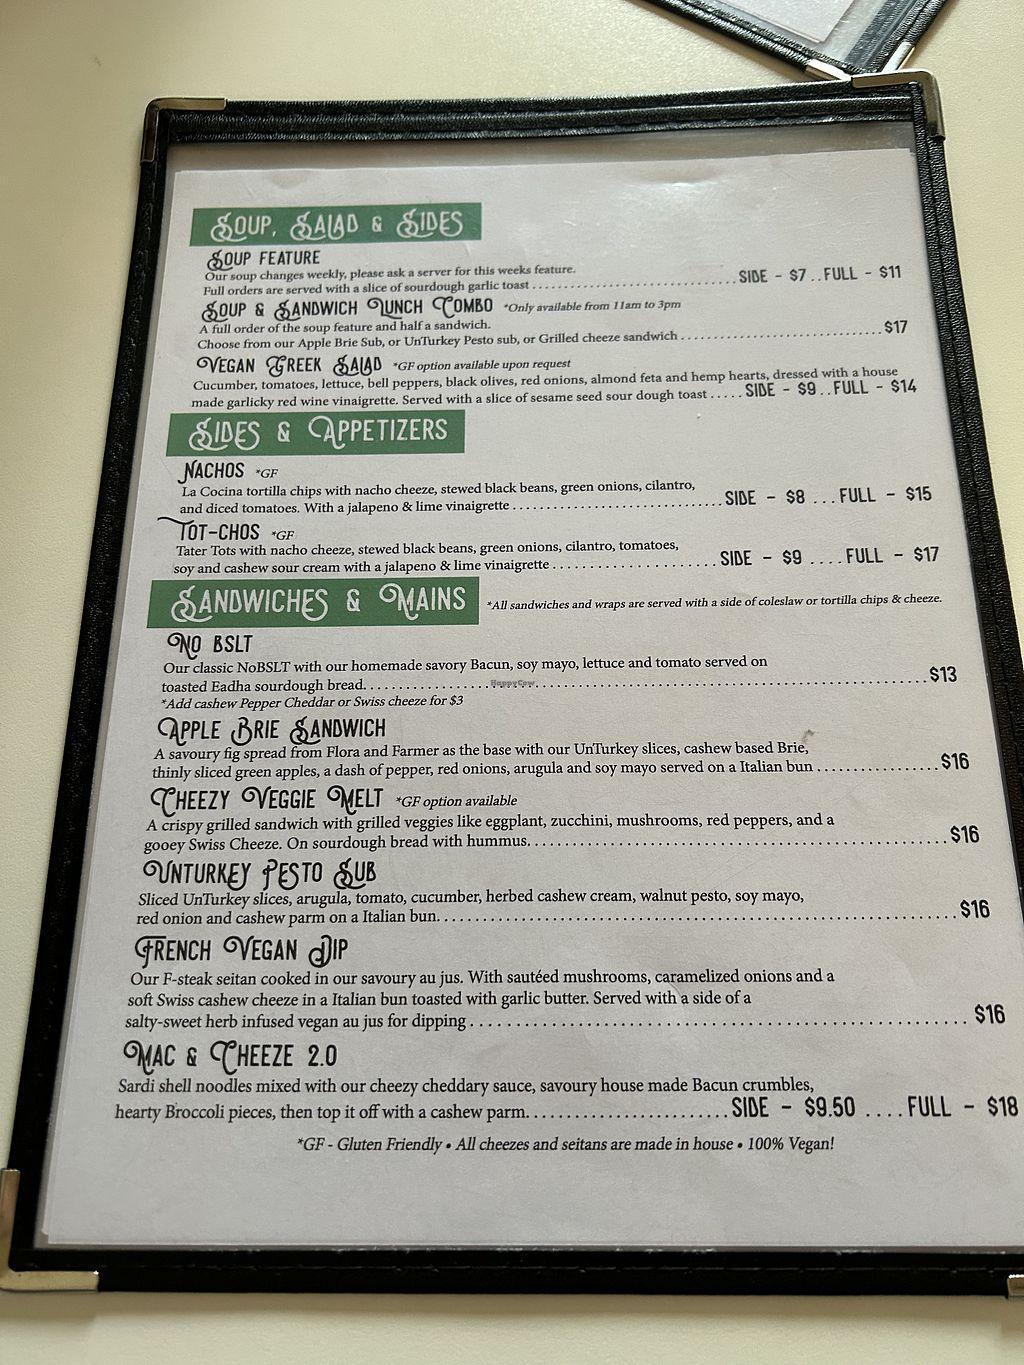 SOUP, SALAD & SIDES
SOUP FEATURE
Our soup changes weekly, please ask a server for this weeks feature.
Full orders are served with a slice of sourdough garlic toast . . . . . . . . . . . . . . . . . . . . . . . . . . . . . . . SIDE - $7 . . FULL - $11
SOUP & SANDWICH LUNCH COMBO *Only available from 11am to 3pm
A full order of the soup feature and half a sandwich.
Choose from our Apple Brie Sub, or UnTurkey Pesto sub, or Grilled cheese sandwich . . . . . . . . . . . . . . . . . . . . . . . . . . . . . . . $17
VEGAN GREEK SALAD *GF option available upon request
Cucumber, tomatoes, lettuce, bell peppers, black olives, red onions, almond feta and hemp hearts, dressed with a house
made garlicky red wine vinaigrette. Served with a slice of sesame seed sour dough toast . . . . . SIDE - $9 . . FULL - $14
SIDES & APPETIZERS
NACHOS *GF
La Cocina tortilla chips with nacho cheeze, stewed black beans, green onions, cilantro,
and diced tomatoes. With a jalapeno & lime vinaigrette . . . . . . . . . . . . . . . . . . . . . . . . . . . . . . . SIDE - $8 . . . FULL - $15
TOT-CHOS *GF
Tater Tots with nacho cheeze, stewed black beans, green onions, cilantro, tomatoes,
soy and cashew sour cream with a jalapeno & lime vinaigrette . . . . . . . . . . . . . . . . . . . . . . . . . SIDE - $9 . . . . FULL - $17
SANDWICHES & MAINS *All sandwiches and wraps are served with a side of coleslaw or tortilla chips & cheeze.
NO BSLT
Our classic NoBSLT with our homemade savory Bacun, soy mayo, lettuce and tomato served on
toasted Eadha sourdough bread. . . . . . . . . . . . . . . . . . HappyCow . . . . . . . . . . . . . . . . . . . . . . . . . . . . . . . . . . . . . . . . . . $13
*Add cashew Pepper Cheddar or Swiss cheeze for $3
APPLE BRIE SANDWICH
A savoury fig spread from Flora and Farmer as the base with our UnTurkey slices, cashew based Brie,
thinly sliced green apples, a dash of pepper, red onions, arugula and soy mayo served on a Italian bun . . . . . . . . . . . . . . . . . $16
CHEEZY VEGGIE MELT *GF option available
A crispy grilled sandwich with grilled veggies like eggplant, zucchini, mushrooms, red peppers, and a
gooey Swiss Cheeze. On sourdough bread with hummus. . . . . . . . . . . . . . . . . . . . . . . . . . . . . . . . . . . . . . . . . . . . . . . . . . . . . . . $16
UNTURKEY PESTO SUB
Sliced UnTurkey slices, arugula, tomato, cucumber, herbed cashew cream, walnut pesto, soy mayo,
red onion and cashew parm on a Italian bun. . . . . . . . . . . . . . . . . . . . . . . . . . . . . . . . . . . . . . . . . . . . . . . . . . . . . . . . . . . . . . . $16
FRENCH VEGAN DIP
Our F-steak seitan cooked in our savoury au jus. With sautéed mushrooms, caramelized onions and a
soft Swiss cashew cheeze in a Italian bun toasted with garlic butter. Served with a side of a
salty-sweet herb infused vegan au jus for dipping . . . . . . . . . . . . . . . . . . . . . . . . . . . . . . . . . . . . . . . . . . . . . . . . . . . . . . . . . $16
MAC & CHEEZE 2.0
Sardi shell noodles mixed with our cheezy cheddary sauce, savoury house made Bacun crumbles,
hearty Broccoli pieces, then top it off with a cashew parm. . . . . . . . . . . . . . . . . . . . . . . . SIDE - $9.50 . . . . FULL - $18
*GF - Gluten Friendly • All cheezes and seitans are made in house • 100% Vegan!